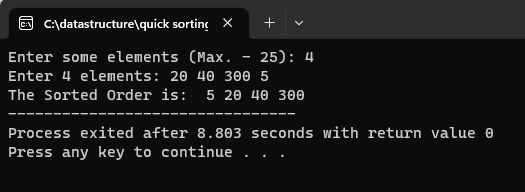 C:\datastructure\quick sorting
Enter some elements (Max. - 25): 4
Enter 4 elements: 20 40 300 5
The Sorted Order is:  5 20 40 300
--------------------------------
Process exited after 8.803 seconds with return value 0
Press any key to continue . . .